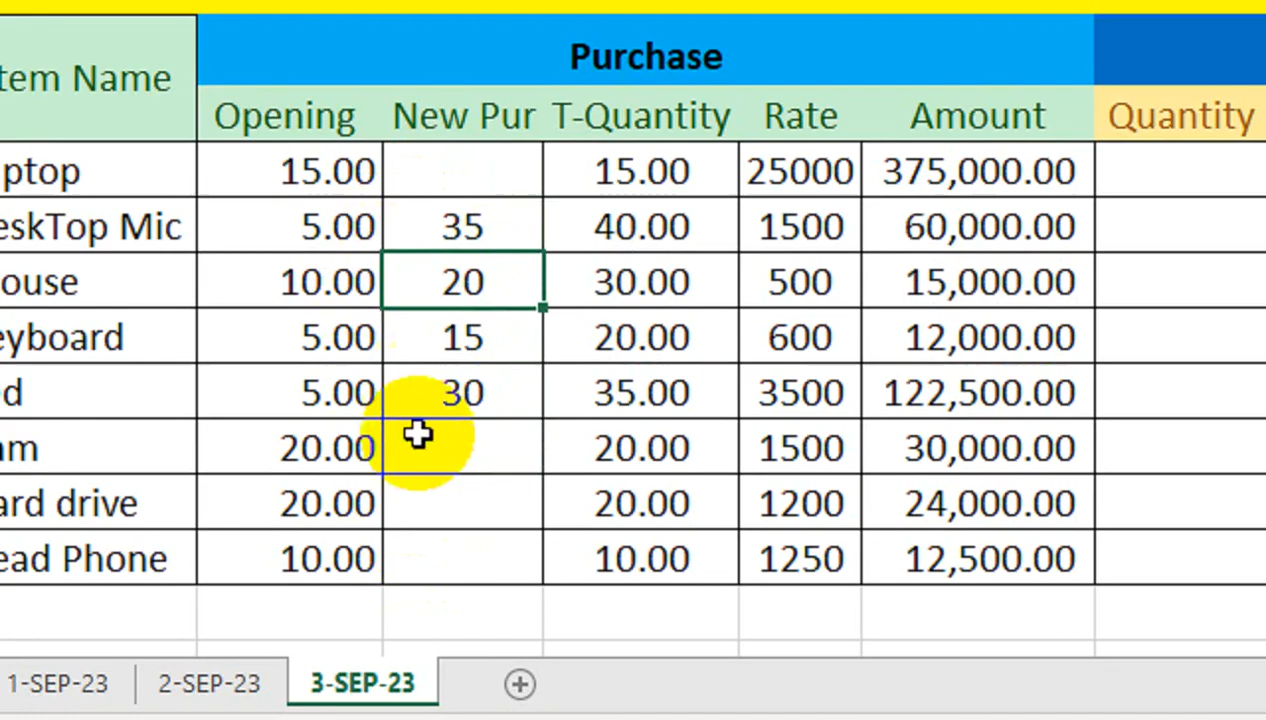 Purchase
tem Name
Opening New Pur T-Quantity Rate Amount Quantity
ptop 15.00 15.00 25000 375,000.00
eskTop Mic 5.00 35 40.00 1500 60,000.00
ouse 10.00 20 30.00 500 15,000.00
eyboard 5.00 15 20.00 600 12,000.00
d 5.00 30 35.00 3500 122,500.00
am 20.00 20.00 1500 30,000.00
ard drive 20.00 20.00 1200 24,000.00
ead Phone 10.00 10.00 1250 12,500.00
1-SEP-23 2-SEP-23 3-SEP-23